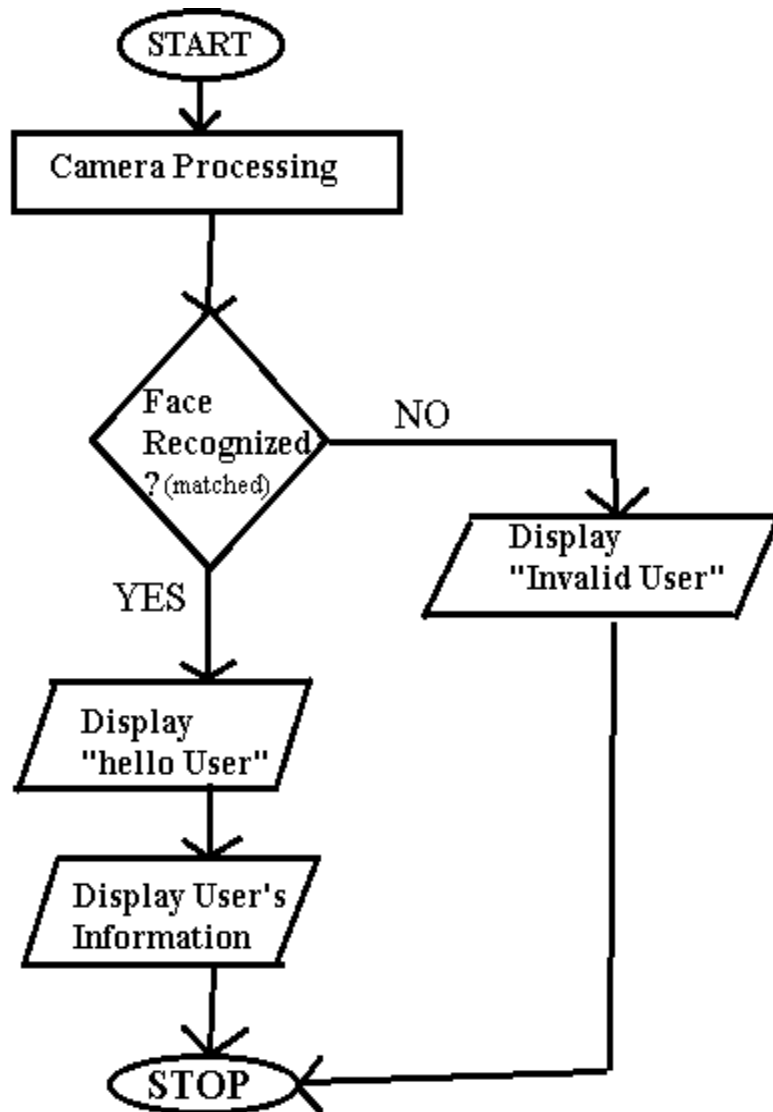 START
Camera Processing
Face
Recognized
?(matched)
NO
YES
Display
"Invalid User"
Display
"hello User"
Display User's
Information
STOP